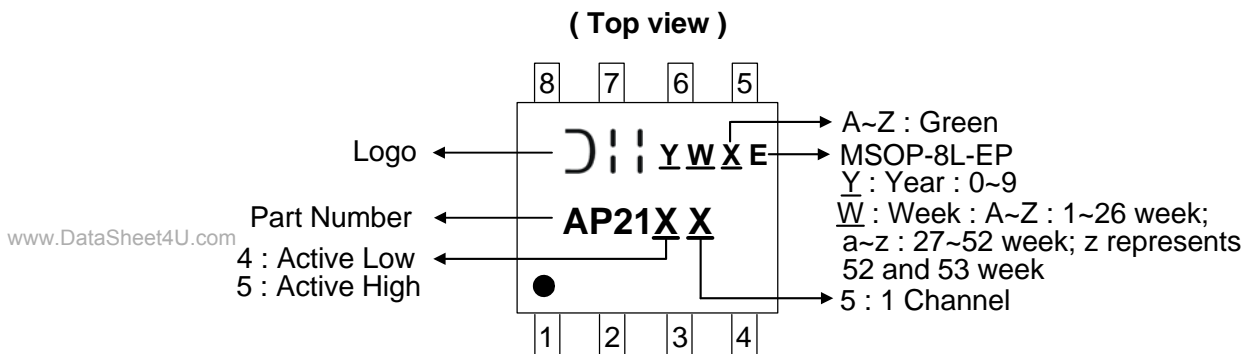 ( Top view )
8 7 6 5
Logo
Y W X E
A~Z : Green
MSOP-8L-EP
Y : Year : 0~9
W : Week : A~Z : 1~26 week;
a~z : 27~52 week; z represents
52 and 53 week
Part Number
AP21X X
www.DataSheet4U.com
4 : Active Low
5 : Active High
5 : 1 Channel
1 2 3 4